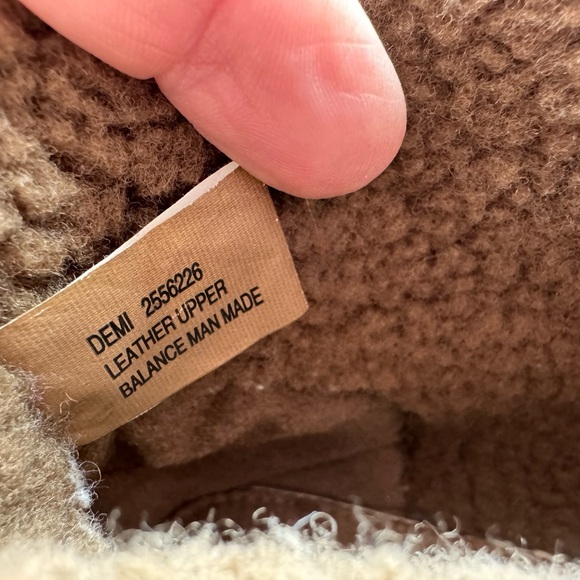 DEMI 2556226
LEATHER UPPER
BALANCE MAN MADE